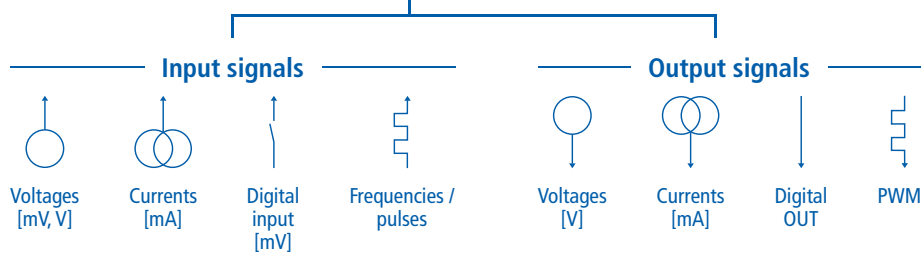 Input signals
Voltages
[mV, V]
Currents
[mA]
Digital
input
[mV]
Frequencies /
pulses
Output signals
Voltages
[V]
Currents
[mA]
Digital
OUT
PWM